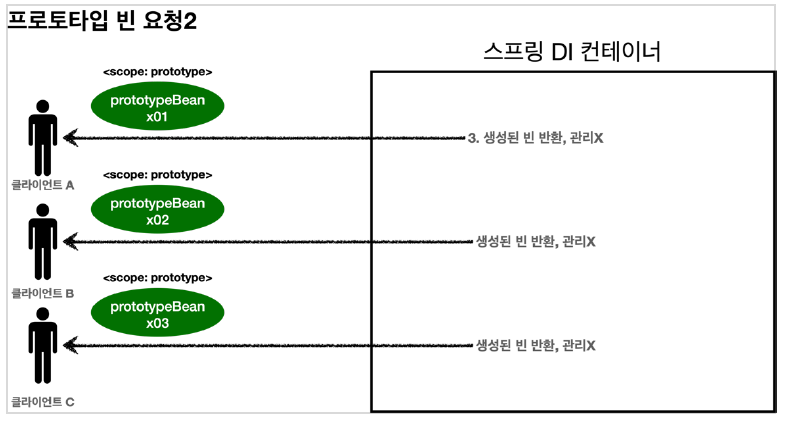 프로토타입 빈 요청2
스프링 DI 컨테이너
<scope: prototype>
prototypeBean
x01
3. 생성된 빈 반환, 관리X
클라이언트 A
<scope: prototype>
prototypeBean
x02
생성된 빈 반환, 관리X
클라이언트 B
<scope: prototype>
prototypeBean
x03
생성된 빈 반환, 관리X
클라이언트 C